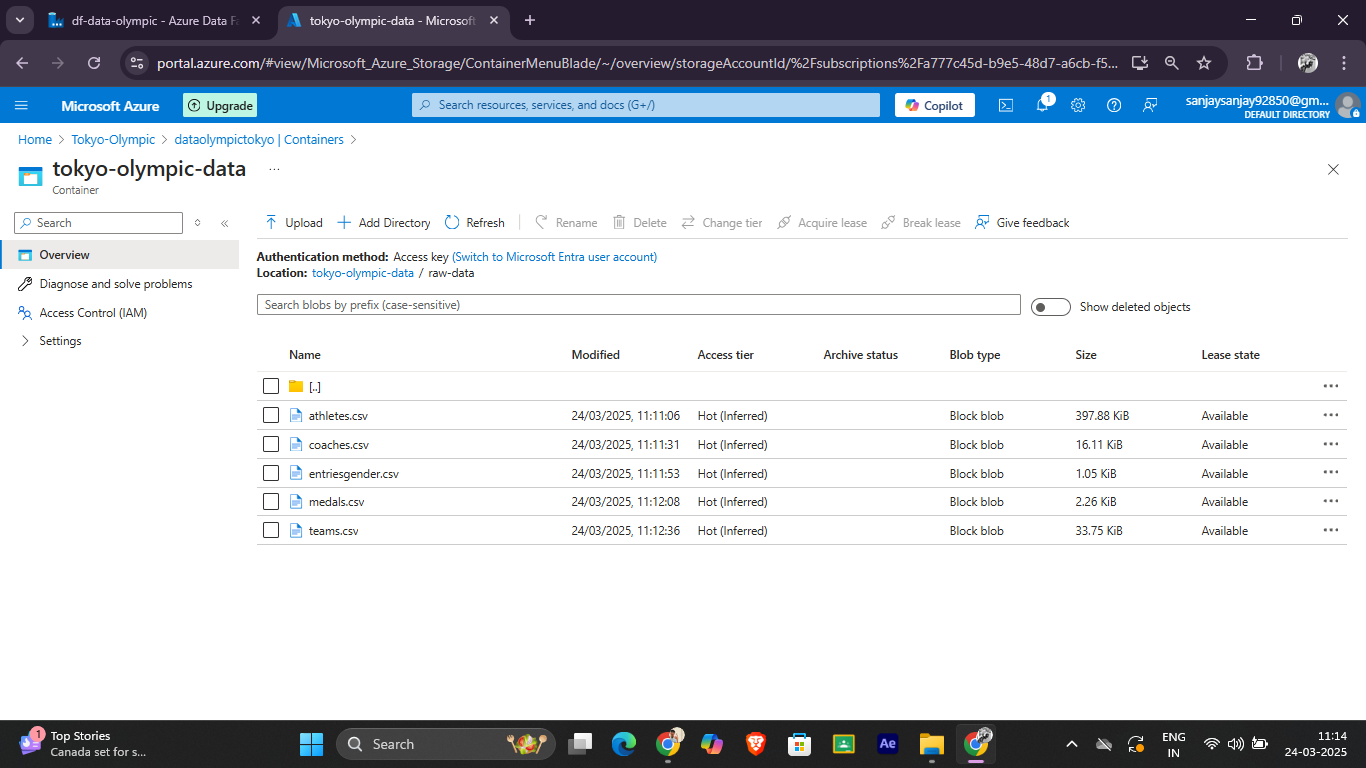 df-data-olympic - Azure Data Fa
tokyo-olympic-data - Microsoft
portal.azure.com/#view/Microsoft_Azure_Storage/ContainerMenuBlade/~/overview/storageAccountId/%2Fsubscriptions%2Fa777c45d-b9e5-48d7-a6cb-f5...
Microsoft Azure
Upgrade
Search resources, services, and docs (G+/)
Copilot
1
sanjaysanjay92850@gm...
DEFAULT DIRECTORY
Home > Tokyo-Olympic > dataolympictokyo | Containers >
tokyo-olympic-data ...
Container
Search
Upload
Add Directory
Refresh
Rename
Delete
Change tier
Acquire lease
Break lease
Give feedback
Overview
Diagnose and solve problems
Access Control (IAM)
Settings
Authentication method: Access key (Switch to Microsoft Entra user account)
Location: tokyo-olympic-data / raw-data
Search blobs by prefix (case-sensitive)
Show deleted objects
Name Modified Access tier Archive status Blob type Size Lease state
[..]
athletes.csv 24/03/2025, 11:11:06 Hot (Inferred) Block blob 397.88 KiB Available
coaches.csv 24/03/2025, 11:11:31 Hot (Inferred) Block blob 16.11 KiB Available
entriesgender.csv 24/03/2025, 11:11:53 Hot (Inferred) Block blob 1.05 KiB Available
medals.csv 24/03/2025, 11:12:08 Hot (Inferred) Block blob 2.26 KiB Available
teams.csv 24/03/2025, 11:12:36 Hot (Inferred) Block blob 33.75 KiB Available
1
Top Stories
Canada set for s...
Search
Ae
ENG
IN
11:14
24-03-2025